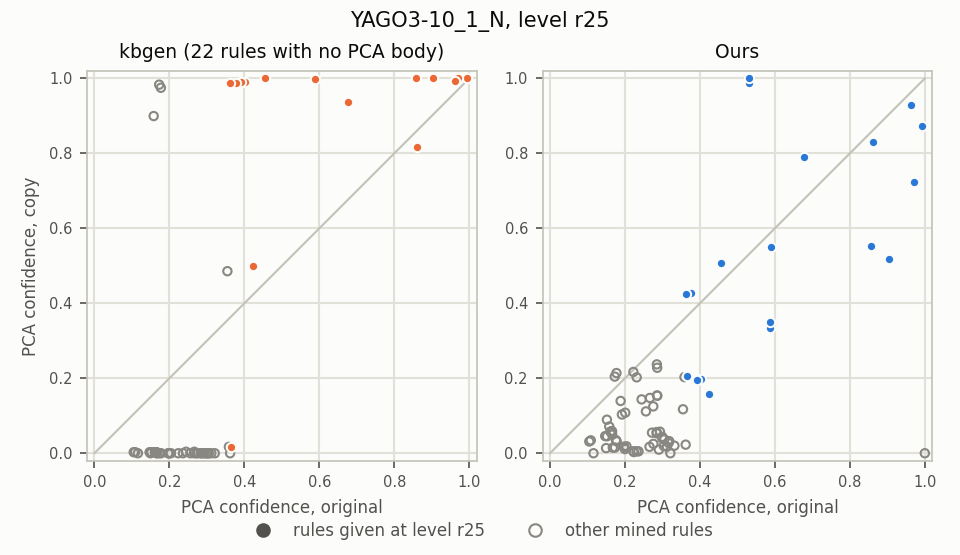 YAGO3-10_1_N, level r25
kbgen (22 rules with no PCA body)
Ours
PCA confidence, copy
1.0
0.8
0.6
0.4
0.2
0.0
0.0 0.2 0.4 0.6 0.8 1.0
PCA confidence, original
1.0
0.8
0.6
0.4
0.2
0.0
0.0 0.2 0.4 0.6 0.8 1.0
PCA confidence, original
rules given at level r25 other mined rules